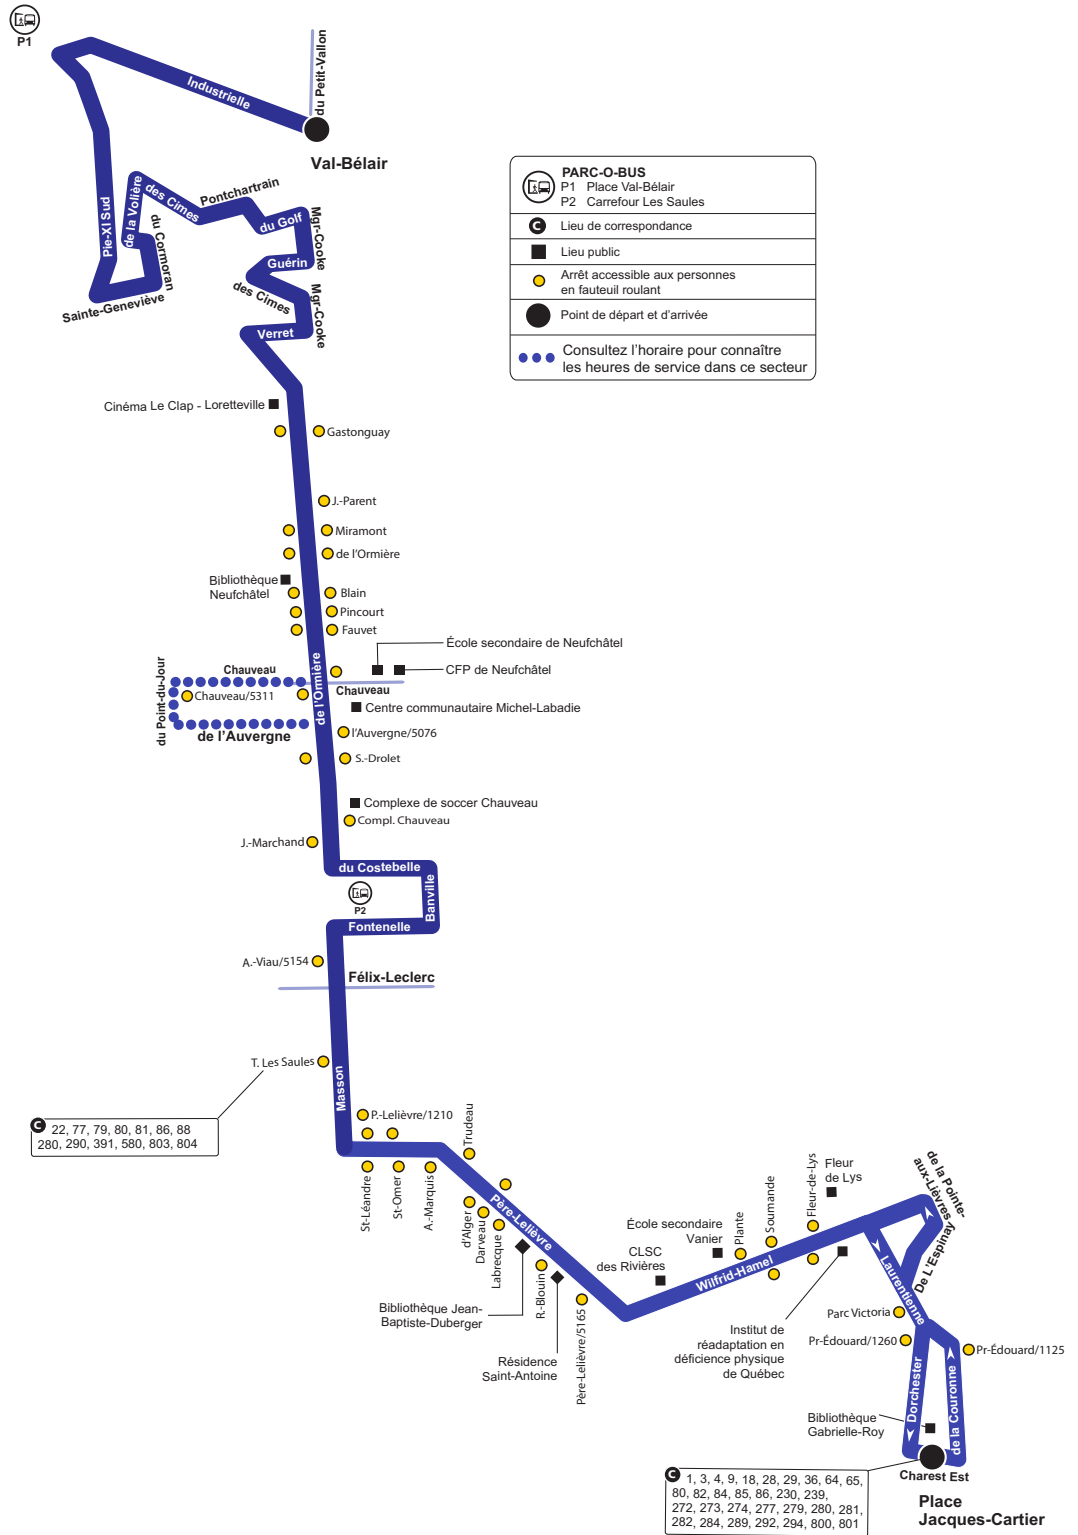 P1
Industrielle
du Petit-Vallon
Val-Bélair
PARC-O-BUS
P1 Place Val-Bélair
P2 Carrefour Les Saules
C Lieu de correspondance
Lieu public
Arrêt accessible aux personnes
en fauteuil roulant
Point de départ et d'arrivée
Consultez l'horaire pour connaître
les heures de service dans ce secteur
Pie-XI Sud
Sainte-Geneviève
du Cormoran
de la Volière
des Cimes
Pontchartrain
du Golf
Mgr-Cooke
Guérin
des Cimes
Mgr-Cooke
Verret
Cinéma Le Clap - Loretteville
Gastonguay
J.-Parent
Miramont
de l'Ormière
Bibliothèque
Neufchâtel
Blain
Pincourt
Fauvet
École secondaire de Neufchâtel
CFP de Neufchâtel
Chauveau
Chauveau
du Point-du-Jour
Chauveau/5311
de l'Ormière
Centre communautaire Michel-Labadie
de l'Auvergne
l'Auvergne/5076
S.-Drolet
Complexe de soccer Chauveau
Compl. Chauveau
J.-Marchand
du Costebelle
P2
Banville
Fontenelle
A.-Viau/5154
Félix-Leclerc
T. Les Saules
Masson
C 22, 77, 79, 80, 81, 86, 88
280, 290, 391, 580, 803, 804
P.-Lelièvre/1210
Trudeau
St-Léandre
St-Omer
A.-Marquis
d'Alger
Darveau
Labrecque
Père-Lelièvre
R.-Blouin
Père-Lelièvre/5165
Bibliothèque Jean-
Baptiste-Duberger
Résidence
Saint-Antoine
CLSC
des Rivières
École secondaire
Vanier
Plante
Soumande
Fleur-de-Lys
Fleur
de Lys
Wilfrid-Hamel
Institut de
réadaptation en
déficience physique
de Québec
de la Pointe-
aux-Lièvres
De L'Espinay
Laurentienne
Parc Victoria
Pr-Édouard/1260
Pr-Édouard/1125
Dorchester
de la Couronne
Bibliothèque
Gabrielle-Roy
Charest Est
Place
Jacques-Cartier
C 1, 3, 4, 9, 18, 28, 29, 36, 64, 65,
80, 82, 84, 85, 86, 230, 239,
272, 273, 274, 277, 279, 280, 281,
282, 284, 289, 292, 294, 800, 801